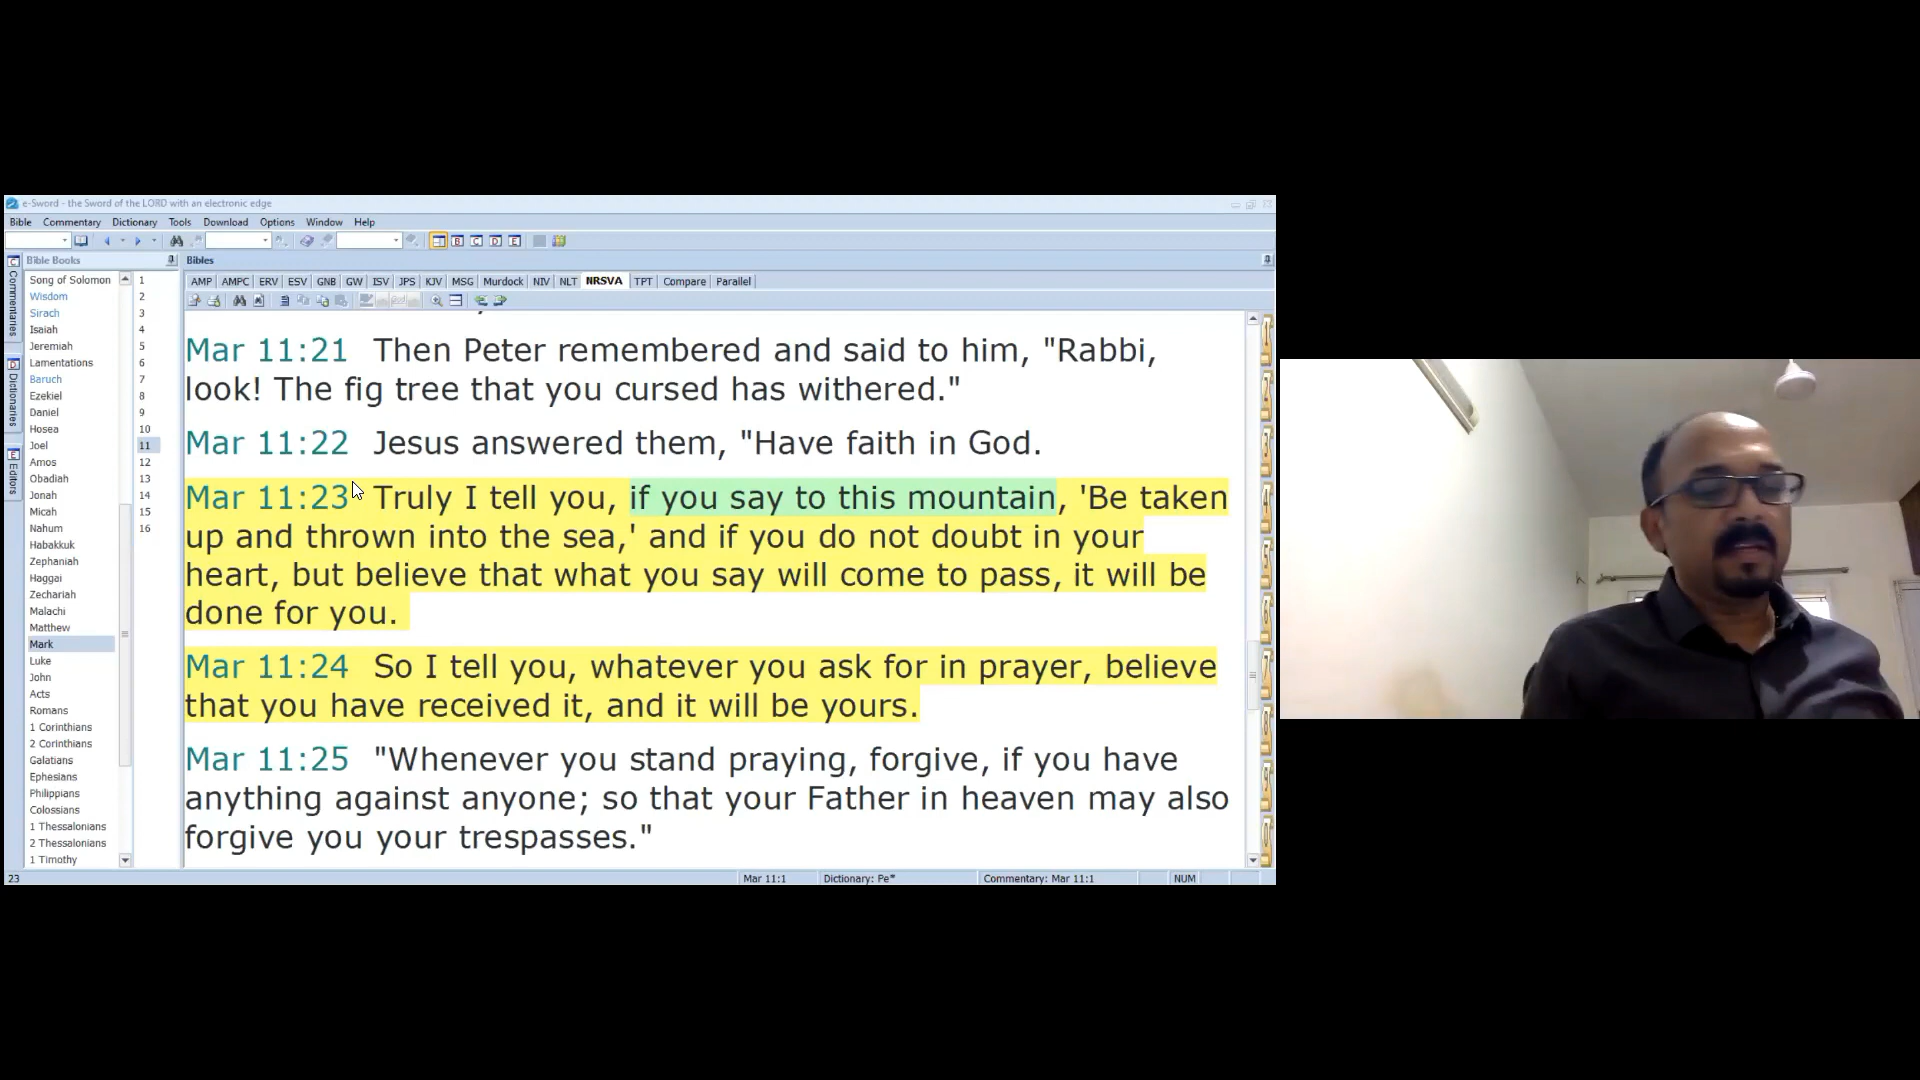 e-Sword - the Sword of the LORD with an electronic edge
Bible Commentary Dictionary Tools Download Options Window Help
Bible Books
Bibles
AMP AMPC ERV ESV GNB GW ISV JPS KJV MSG Murdock NIV NLT NRSVA TPT Compare Parallel
Commentaries
Dictionaries
Editors
Song of Solomon
Wisdom
Sirach
Isaiah
Jeremiah
Lamentations
Baruch
Ezekiel
Daniel
Hosea
Joel
Amos
Obadiah
Jonah
Micah
Nahum
Habakkuk
Zephaniah
Haggai
Zechariah
Malachi
Matthew
Mark
Luke
John
Acts
Romans
1 Corinthians
2 Corinthians
Galatians
Ephesians
Philippians
Colossians
1 Thessalonians
2 Thessalonians
1 Timothy
1
2
3
4
5
6
7
8
9
10
11
12
13
14
15
16
Mar 11:21 Then Peter remembered and said to him, "Rabbi,
look! The fig tree that you cursed has withered."
Mar 11:22 Jesus answered them, "Have faith in God.
Mar 11:23 Truly I tell you, if you say to this mountain, 'Be taken
up and thrown into the sea,' and if you do not doubt in your
heart, but believe that what you say will come to pass, it will be
done for you.
Mar 11:24 So I tell you, whatever you ask for in prayer, believe
that you have received it, and it will be yours.
Mar 11:25 "Whenever you stand praying, forgive, if you have
anything against anyone; so that your Father in heaven may also
forgive you your trespasses."
23
Mar 11:1
Dictionary: Pe*
Commentary: Mar 11:1
NUM